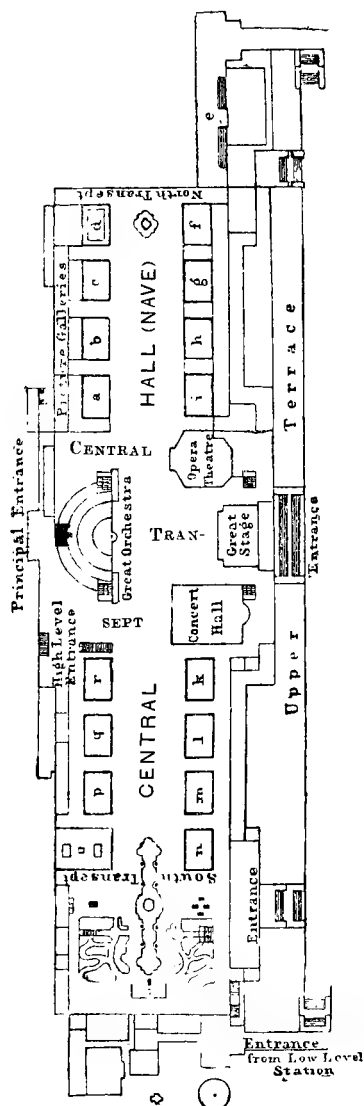 e
North Transept
Picture Galleries
d
c
b
a
HALL (NAVE)
f
g
h
i
Principal Entrance
CENTRAL
TRAN-
SEPT
Great Orchestra
Opera
Theatre
Great
Stage
Concert
Hall
Entrance
Terrace
Upper
High Level
Entrance
r
q
p
CENTRAL
k
l
m
n
South Transept
Entrance
Entrance
from Low Level
Station